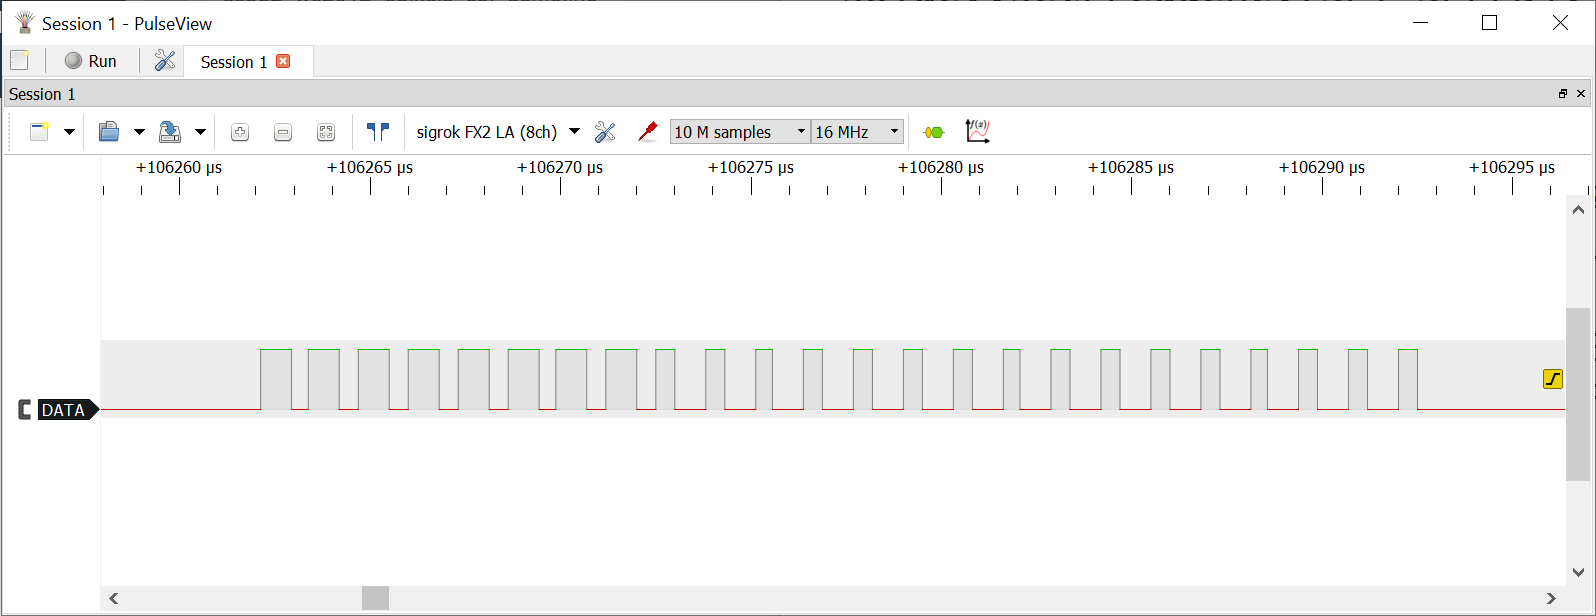 Session 1 - PulseView
Run
Session 1
Session 1
sigrok FX2 LA (8ch)
10 M samples
16 MHz
f(x)
+106260 µs +106265 µs +106270 µs +106275 µs +106280 µs +106285 µs +106290 µs +106295 µs
DATA